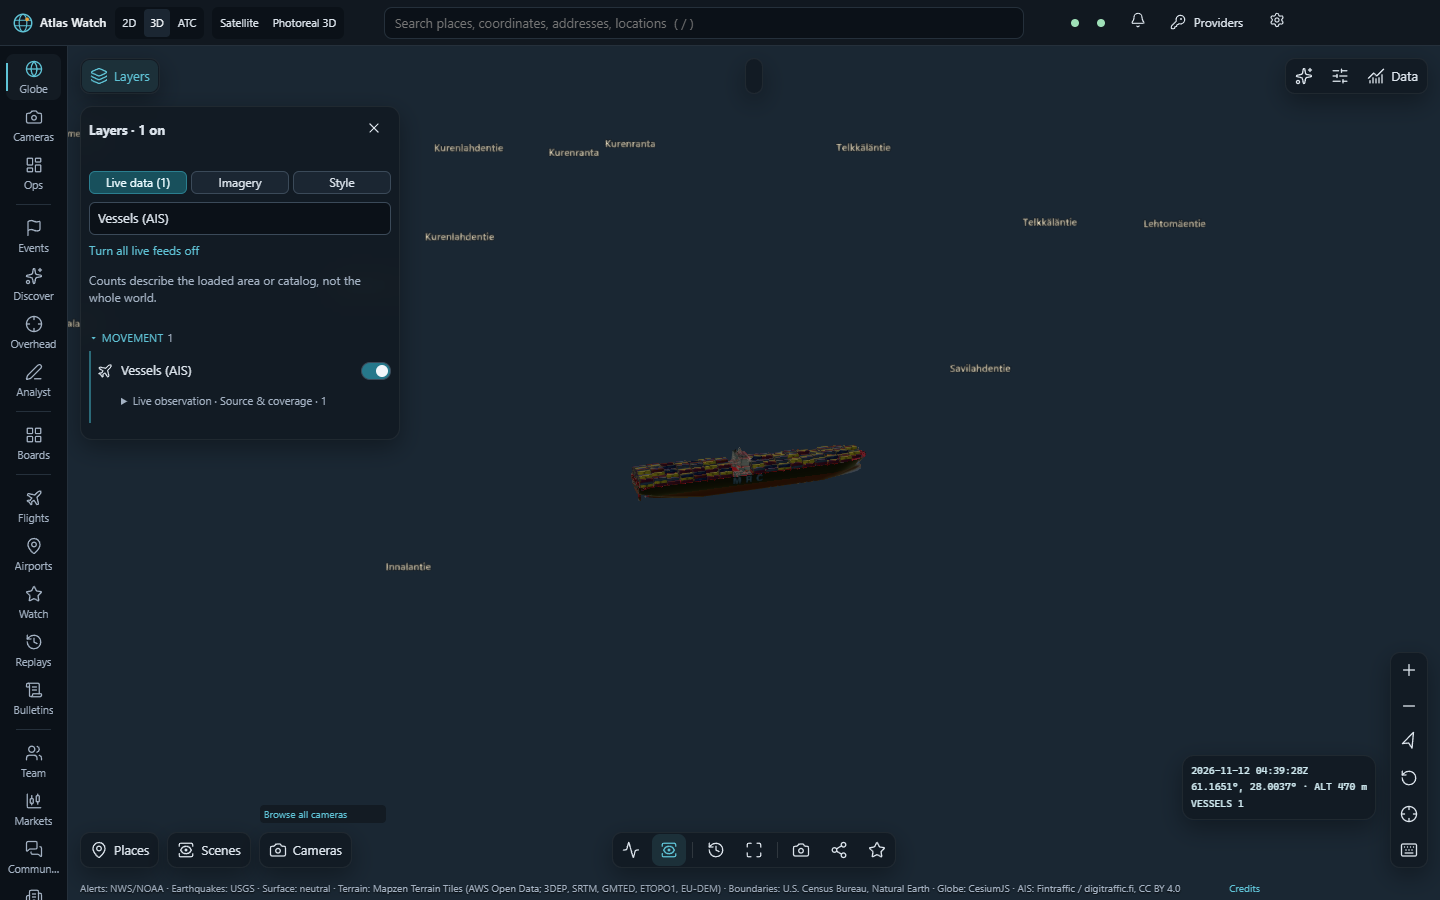 Atlas Watch
2D
3D
ATC
Satellite
Photoreal 3D
Search places, coordinates, addresses, locations ( / )
Providers
Globe
Cameras
Ops
Events
Discover
Overhead
Analyst
Boards
Flights
Airports
Watch
Replays
Bulletins
Team
Markets
Commun...
Layers
Data
Layers · 1 on
Live data (1)
Imagery
Style
Vessels (AIS)
Turn all live feeds off
Counts describe the loaded area or catalog, not the
whole world.
MOVEMENT 1
Vessels (AIS)
Live observation · Source & coverage · 1
Kurenlahdentie
Kurenranta
Kurenranta
Telkkäläntie
Kurenlahdentie
Telkkäläntie
Lehtomäentie
Savilahdentie
MHC
Innalantie
2026-11-12 04:39:28Z
61.1651°, 28.0037° · ALT 470 m
VESSELS 1
Browse all cameras
Places
Scenes
Cameras
Alerts: NWS/NOAA · Earthquakes: USGS · Surface: neutral · Terrain: Mapzen Terrain Tiles (AWS Open Data; 3DEP, SRTM, GMTED, ETOPO1, EU-DEM) · Boundaries: U.S. Census Bureau, Natural Earth · Globe: CesiumJS · AIS: Fintraffic / digitraffic.fi, CC BY 4.0
Credits